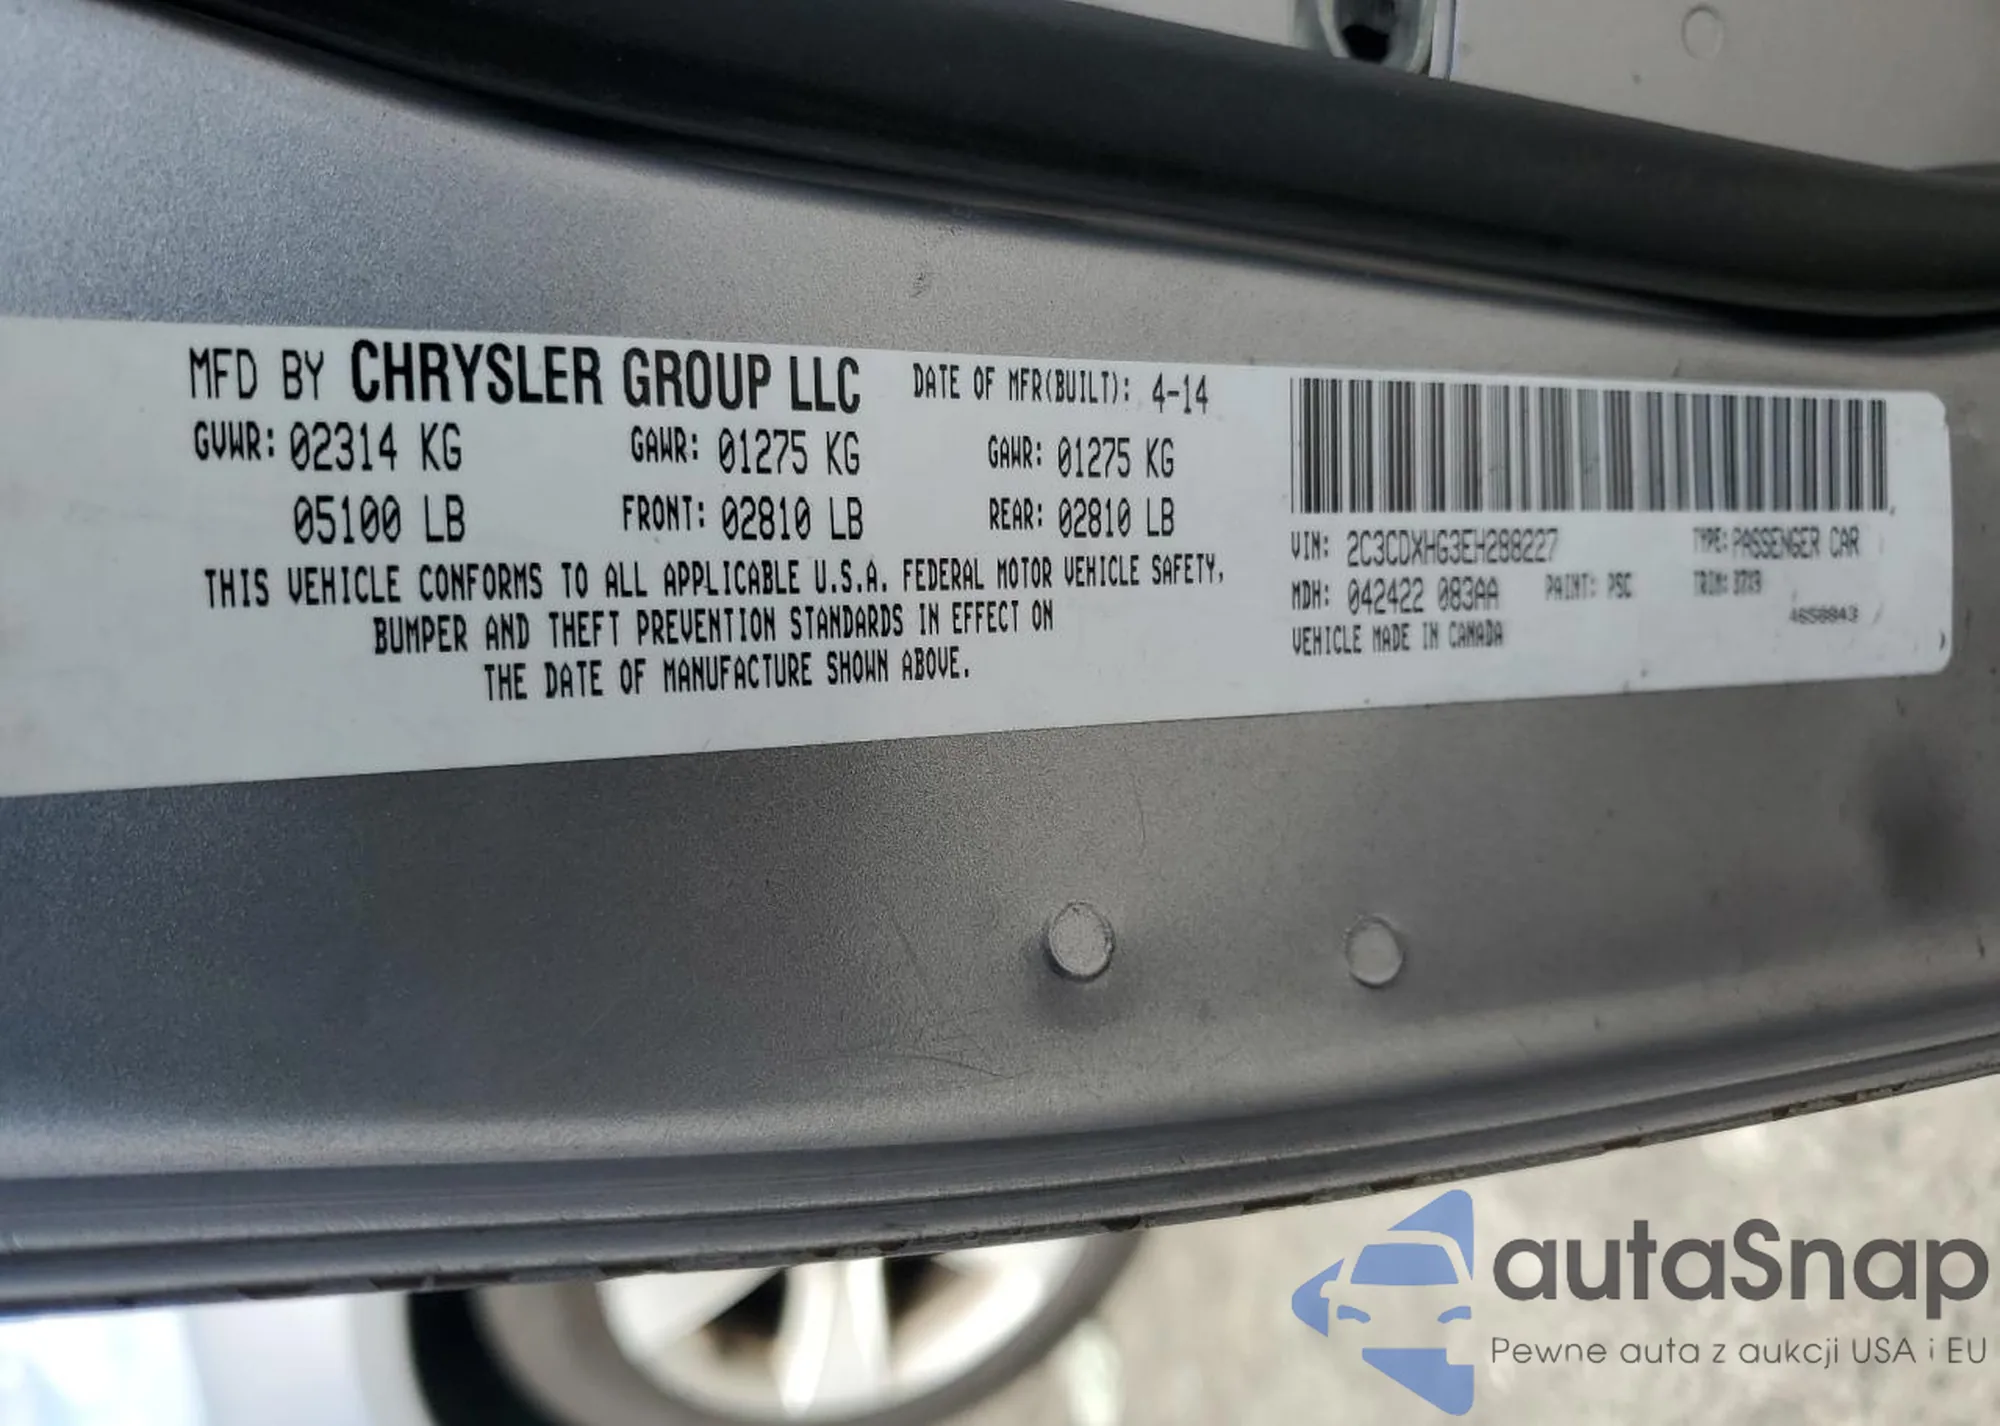 MFD BY CHRYSLER GROUP LLC DATE OF MFR(BUILT): 4-14
GVWR: 02314 KG GAWR: 01275 KG GAWR: 01275 KG
05100 LB FRONT: 02810 LB REAR: 02810 LB
THIS VEHICLE CONFORMS TO ALL APPLICABLE U.S.A. FEDERAL MOTOR VEHICLE SAFETY,
BUMPER AND THEFT PREVENTION STANDARDS IN EFFECT ON
THE DATE OF MANUFACTURE SHOWN ABOVE.
VIN: 2C3CDXHG3EH298227 TYPE: PASSENGER CAR
MDH: 042422 083AA PAINT: PSC TRIM:
VEHICLE MADE IN CANADA
autaSnap
Pewne auta z aukcji USA i EU